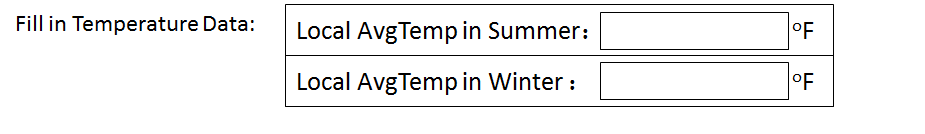 Fill in Temperature Data:
Local AvgTemp in Summer： °F
Local AvgTemp in Winter： °F